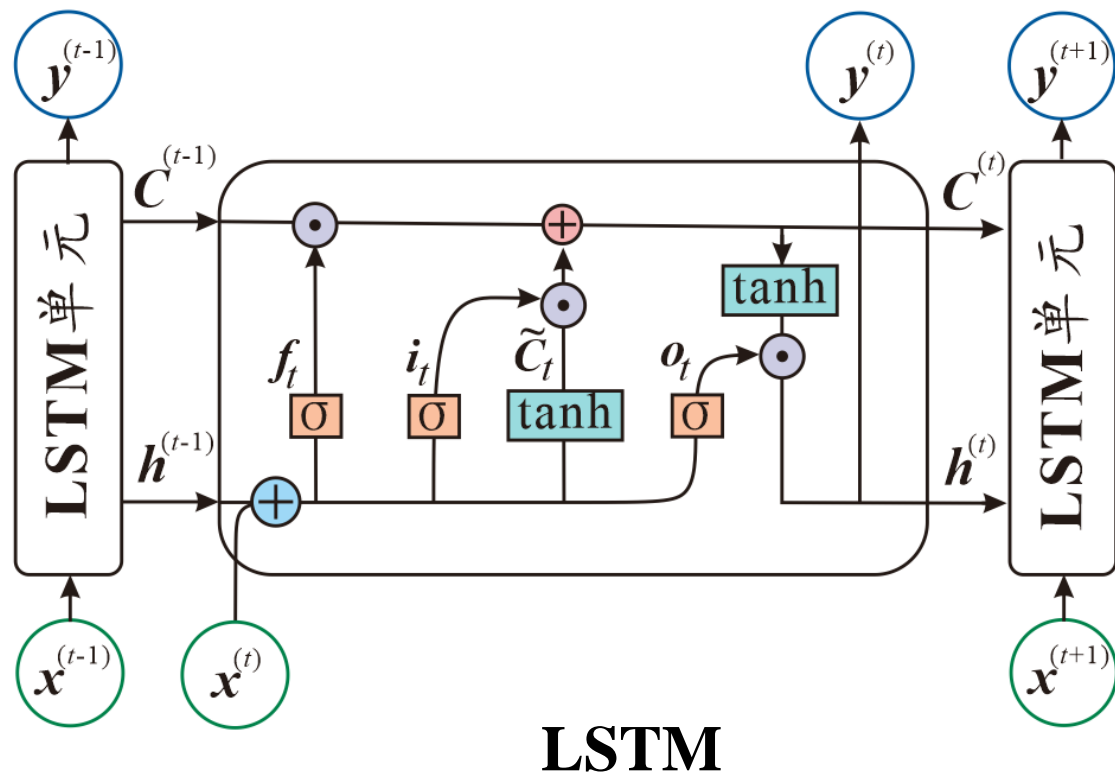 y^(t-1)
y^(t)
y^(t+1)
C^(t-1)
C^(t)
LSTM单元
tanh
f_t
i_t
C̃_t
o_t
σ
σ
tanh
σ
h^(t-1)
h^(t)
LSTM单元
x^(t-1)
x^(t)
x^(t+1)
LSTM